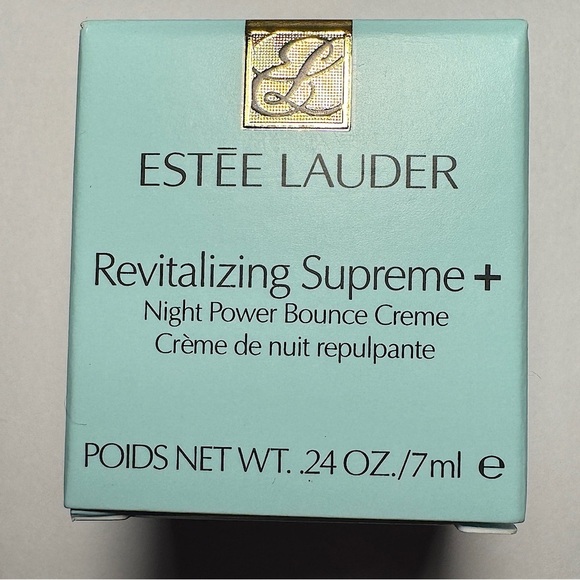 ESTĒE LAUDER
Revitalizing Supreme +
Night Power Bounce Creme
Crème de nuit repulpante
POIDS NET WT. .24 OZ./7ml ℮